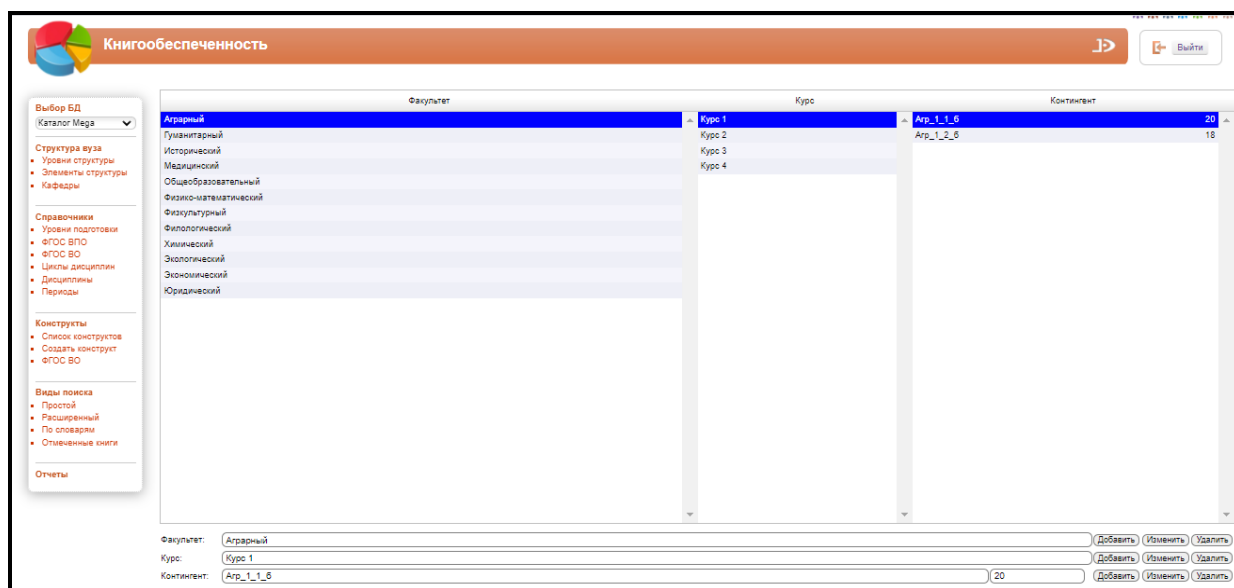 Книгообеспеченность
Выйти
Выбор БД
Каталог Mega
Структура вуза
Уровни структуры
Элементы структуры
Кафедры
Справочники
Уровни подготовки
ФГОС ВПО
ФГОС ВО
Циклы дисциплин
Дисциплины
Периоды
Конструкты
Список конструктов
Создать конструкт
ФГОС ВО
Виды поиска
Простой
Расширенный
По словарям
Отмеченные книги
Отчеты
Факультет Курс Контингент
Аграрный Курс 1 Агр_1_1_б 20
Гуманитарный Курс 2 Агр_1_2_б 18
Исторический Курс 3
Медицинский Курс 4
Общеобразовательный
Физико-математический
Физкультурный
Филологический
Химический
Экологический
Экономический
Юридический
Факультет: Аграрный Добавить Изменить Удалить
Курс: Курс 1 Добавить Изменить Удалить
Контингент: Агр_1_1_б 20 Добавить Изменить Удалить